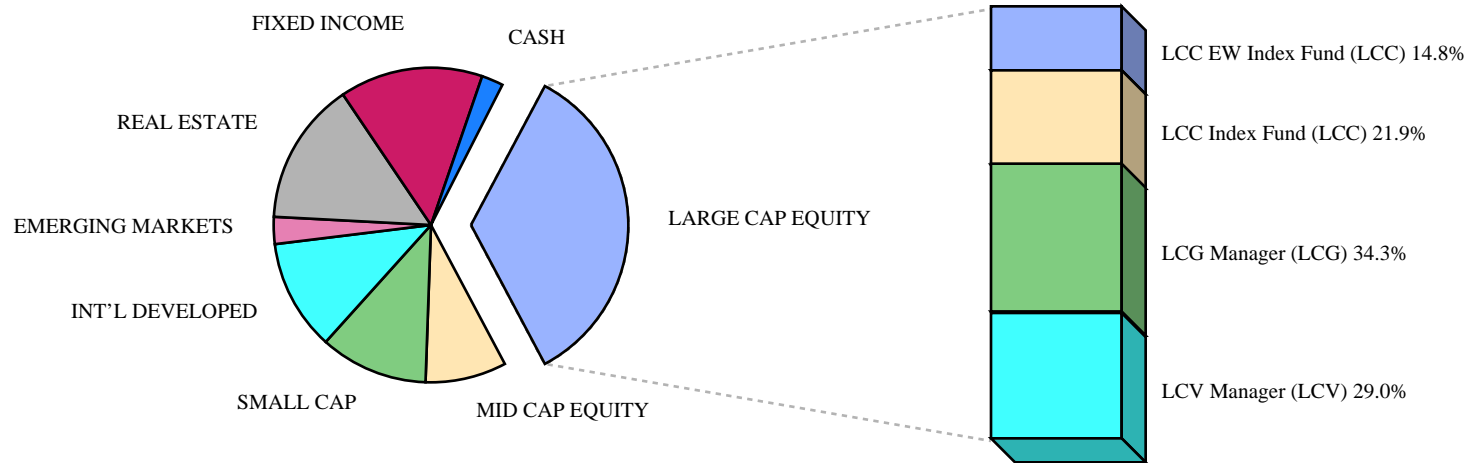 FIXED INCOME
CASH
REAL ESTATE
EMERGING MARKETS
INT'L DEVELOPED
SMALL CAP
MID CAP EQUITY
LARGE CAP EQUITY
LCC EW Index Fund (LCC) 14.8%
LCC Index Fund (LCC) 21.9%
LCG Manager (LCG) 34.3%
LCV Manager (LCV) 29.0%